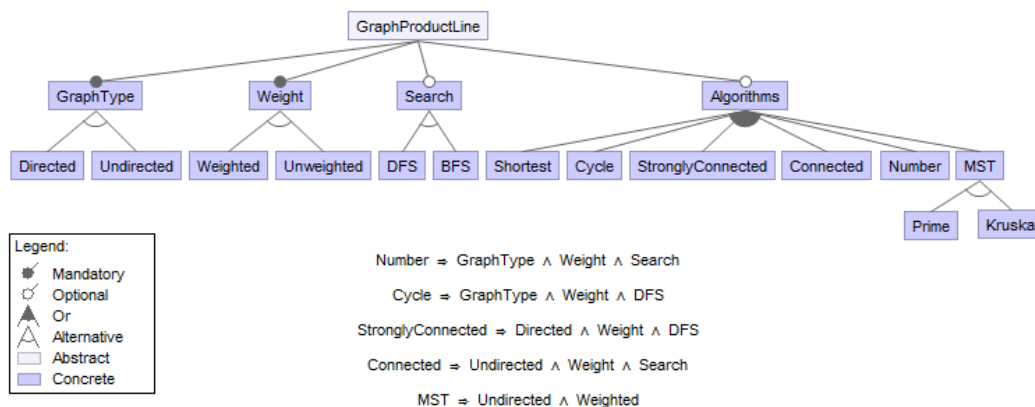 GraphProductLine
GraphType Weight Search Algorithms
Directed Undirected Weighted Unweighted DFS BFS Shortest Cycle StronglyConnected Connected Number MST
Prime Kruska
Legend:
Mandatory
Optional
Or
Alternative
Abstract
Concrete
Number ⇒ GraphType ∧ Weight ∧ Search
Cycle ⇒ GraphType ∧ Weight ∧ DFS
StronglyConnected ⇒ Directed ∧ Weight ∧ DFS
Connected ⇒ Undirected ∧ Weight ∧ Search
MST ⇒ Undirected ∧ Weighted